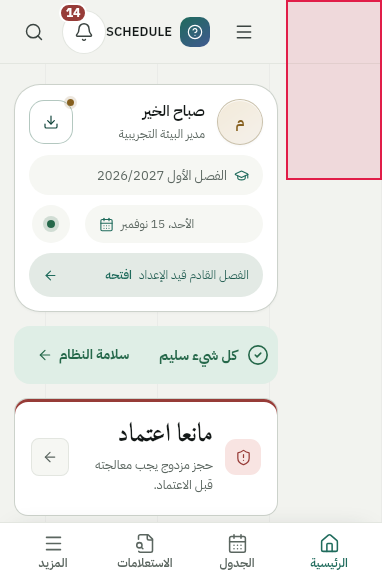 SCHEDULE
14
صباح الخير
مدير البيئة التجريبية
م
الفصل الأول 2026/2027
الأحد، 15 نوفمبر
الفصل القادم قيد الإعداد افتحه
كل شيء سليم
سلامة النظام
مانعا اعتماد
حجز مزدوج يجب معالجته
قبل الاعتماد.
الرئيسية
الجدول
الاستعلامات
المزيد